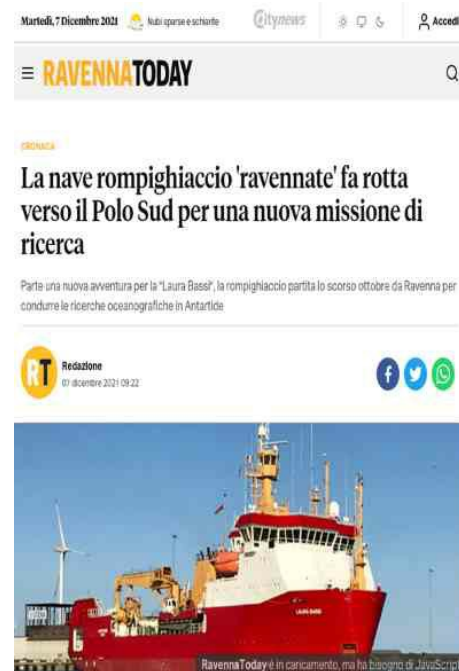 Martedì, 7 Dicembre 2021 Nubi sparse e schiarite Citynews Accedi
RAVENNATODAY
CRONACA
La nave rompighiaccio 'ravennate' fa rotta
verso il Polo Sud per una nuova missione di
ricerca
Parte una nuova avventura per la "Laura Bassi", la rompighiaccio partita lo scorso ottobre da Ravenna per
condurre le ricerche oceanografiche in Antartide
RT
Redazione
07 dicembre 2021 09:22
LAURA BASSI
RavennaToday è in caricamento, ma ha bisogno di JavaScript